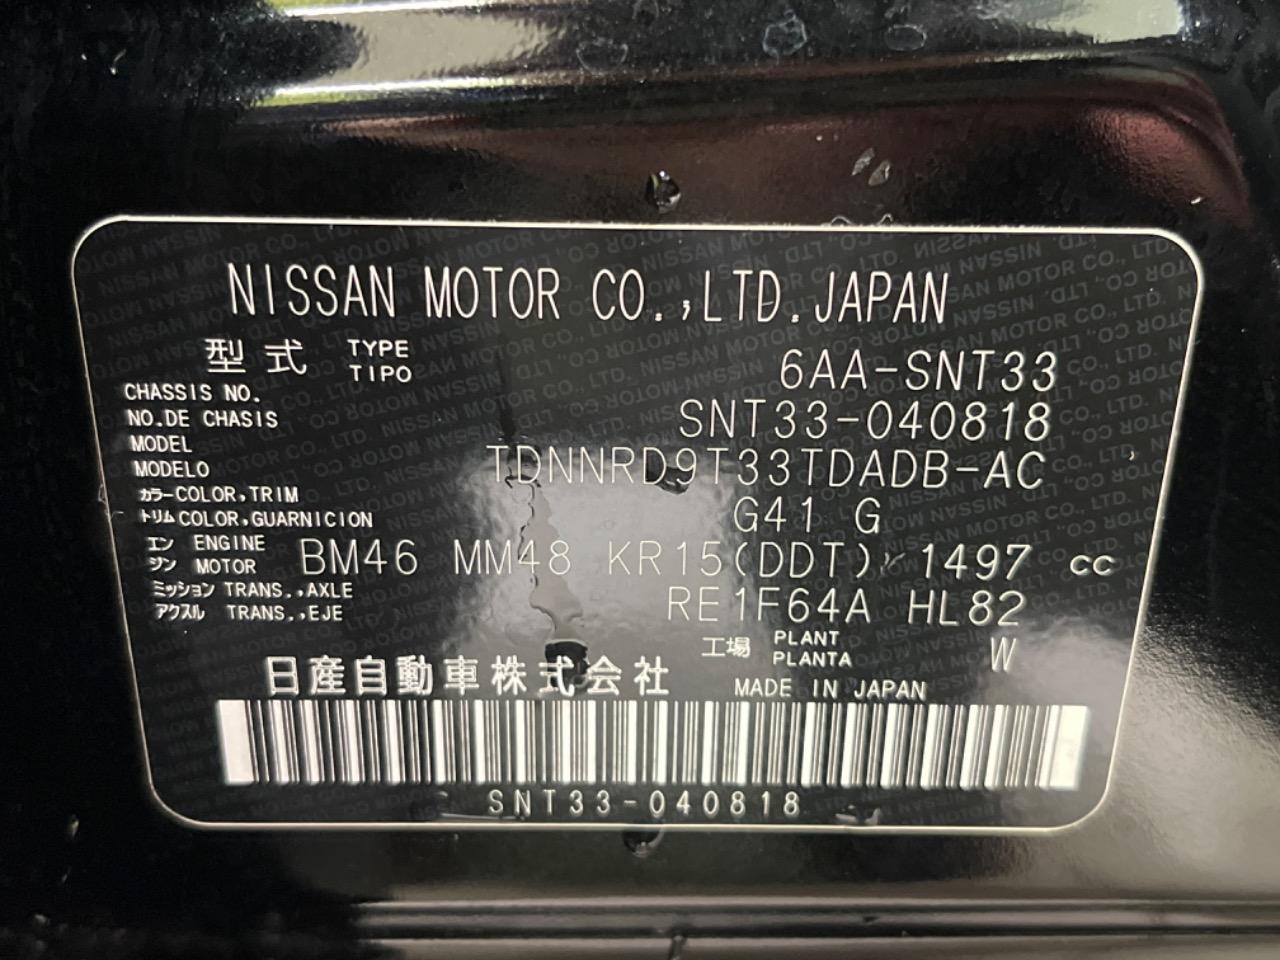 NISSAN MOTOR CO.,LTD.JAPAN
型式 TYPE TIPO 6AA-SNT33
CHASSIS NO.
NO.DE CHASIS SNT33-040818
MODEL
MODELO TDNNRD9T33TDADB-AC
カラー COLOR,TRIM
トリム COLOR,GUARNICION G41 G
エンジン ENGINE MOTOR BM46 MM48 KR15(DDT) 1497 cc
ミッション TRANS.,AXLE
アクスル TRANS.,EJE RE1F64A HL82
工場 PLANT PLANTA W
日産自動車株式会社 MADE IN JAPAN
SNT33-040818